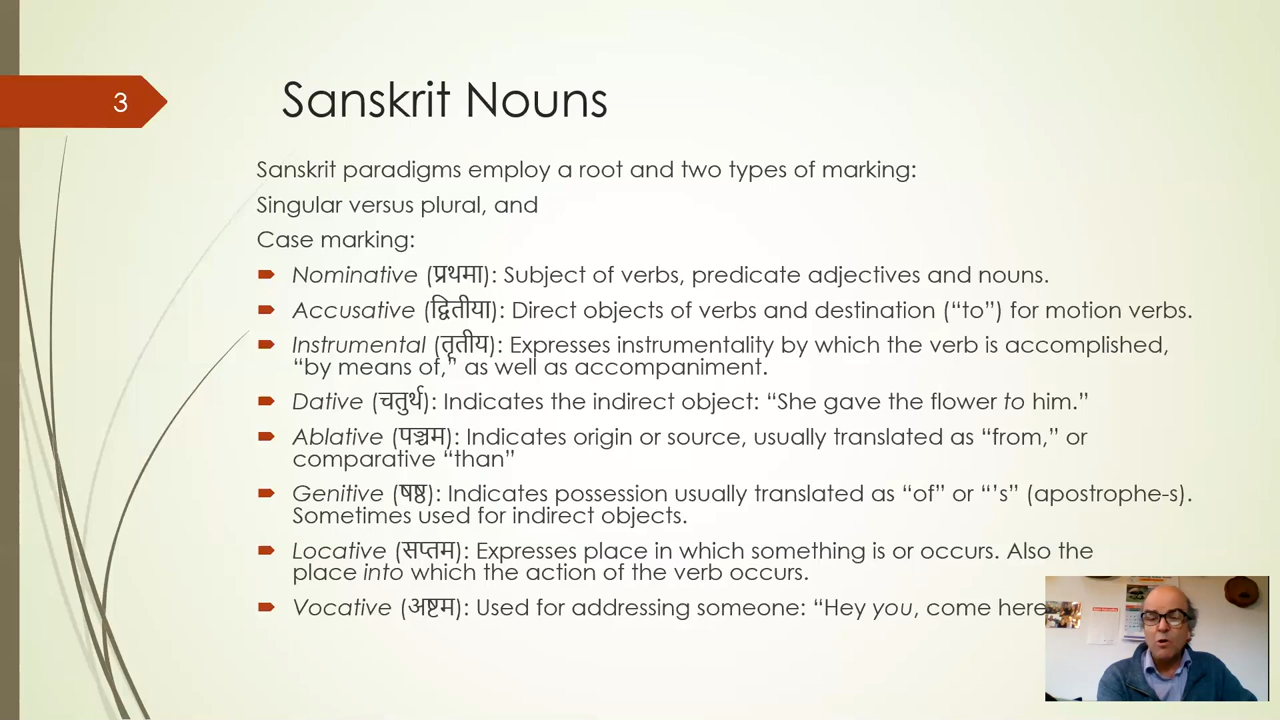 3
Sanskrit Nouns
Sanskrit paradigms employ a root and two types of marking:
Singular versus plural, and
Case marking:
Nominative (प्रथमा): Subject of verbs, predicate adjectives and nouns.
Accusative (द्वितीया): Direct objects of verbs and destination (“to”) for motion verbs.
Instrumental (तृतीय): Expresses instrumentality by which the verb is accomplished,
“by means of,” as well as accompaniment.
Dative (चतुर्थ): Indicates the indirect object: “She gave the flower to him.”
Ablative (पञ्चम): Indicates origin or source, usually translated as “from,” or
comparative “than”
Genitive (षष्ठ): Indicates possession usually translated as “of” or “’s” (apostrophe-s).
Sometimes used for indirect objects.
Locative (सप्तम): Expresses place in which something is or occurs. Also the
place into which the action of the verb occurs.
Vocative (अष्टम): Used for addressing someone: “Hey you, come here